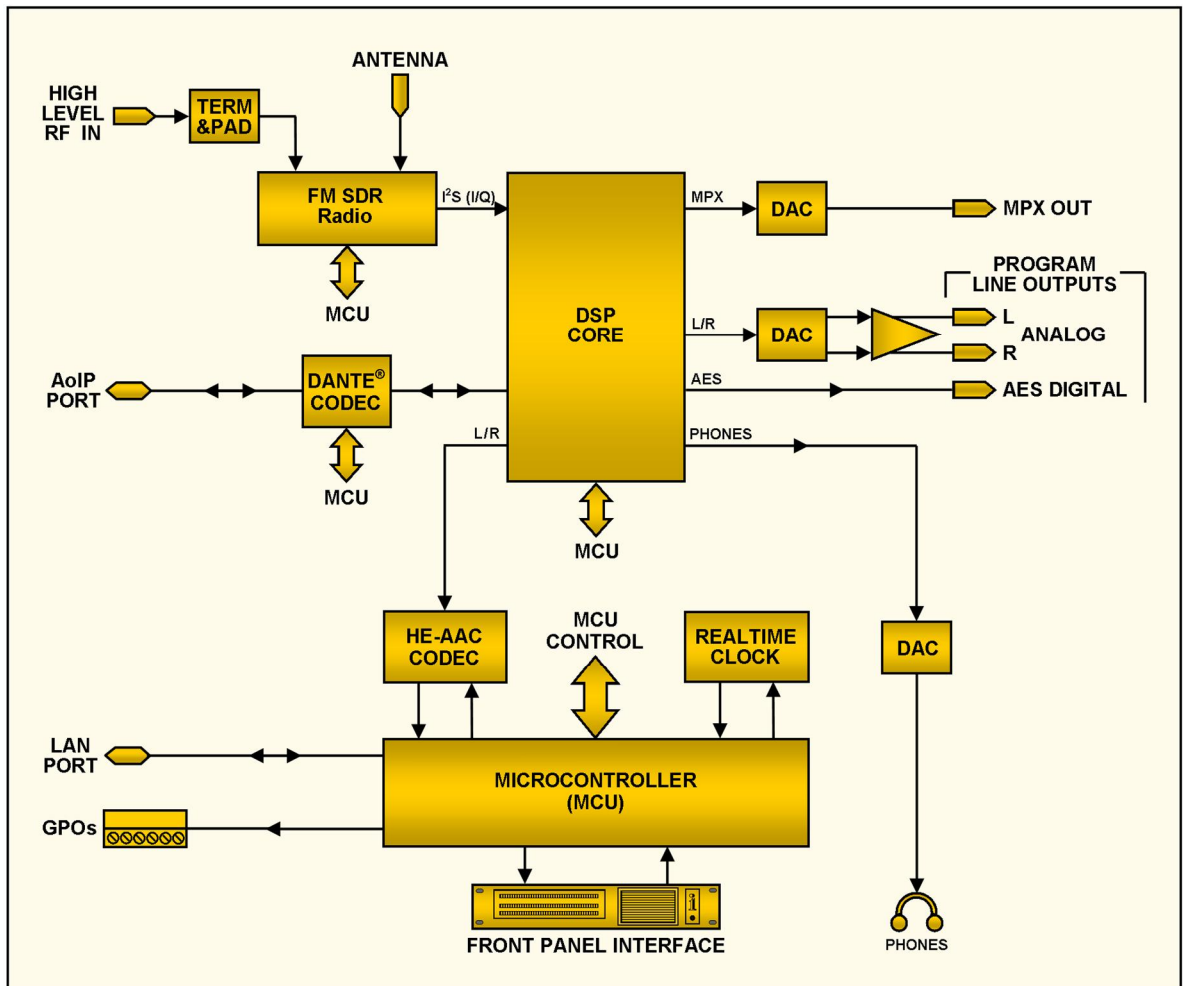 ANTENNA
HIGH
LEVEL
RF IN
TERM
&PAD
FM SDR
Radio
I²S (I/Q)
MCU
DSP
CORE
MPX
DAC
MPX OUT
PROGRAM
LINE OUTPUTS
L/R
DAC
L
ANALOG
R
AES
AES DIGITAL
AoIP
PORT
DANTE®
CODEC
MCU
L/R
PHONES
MCU
HE-AAC
CODEC
MCU
CONTROL
REALTIME
CLOCK
DAC
LAN
PORT
MICROCONTROLLER
(MCU)
GPOs
FRONT PANEL INTERFACE
PHONES